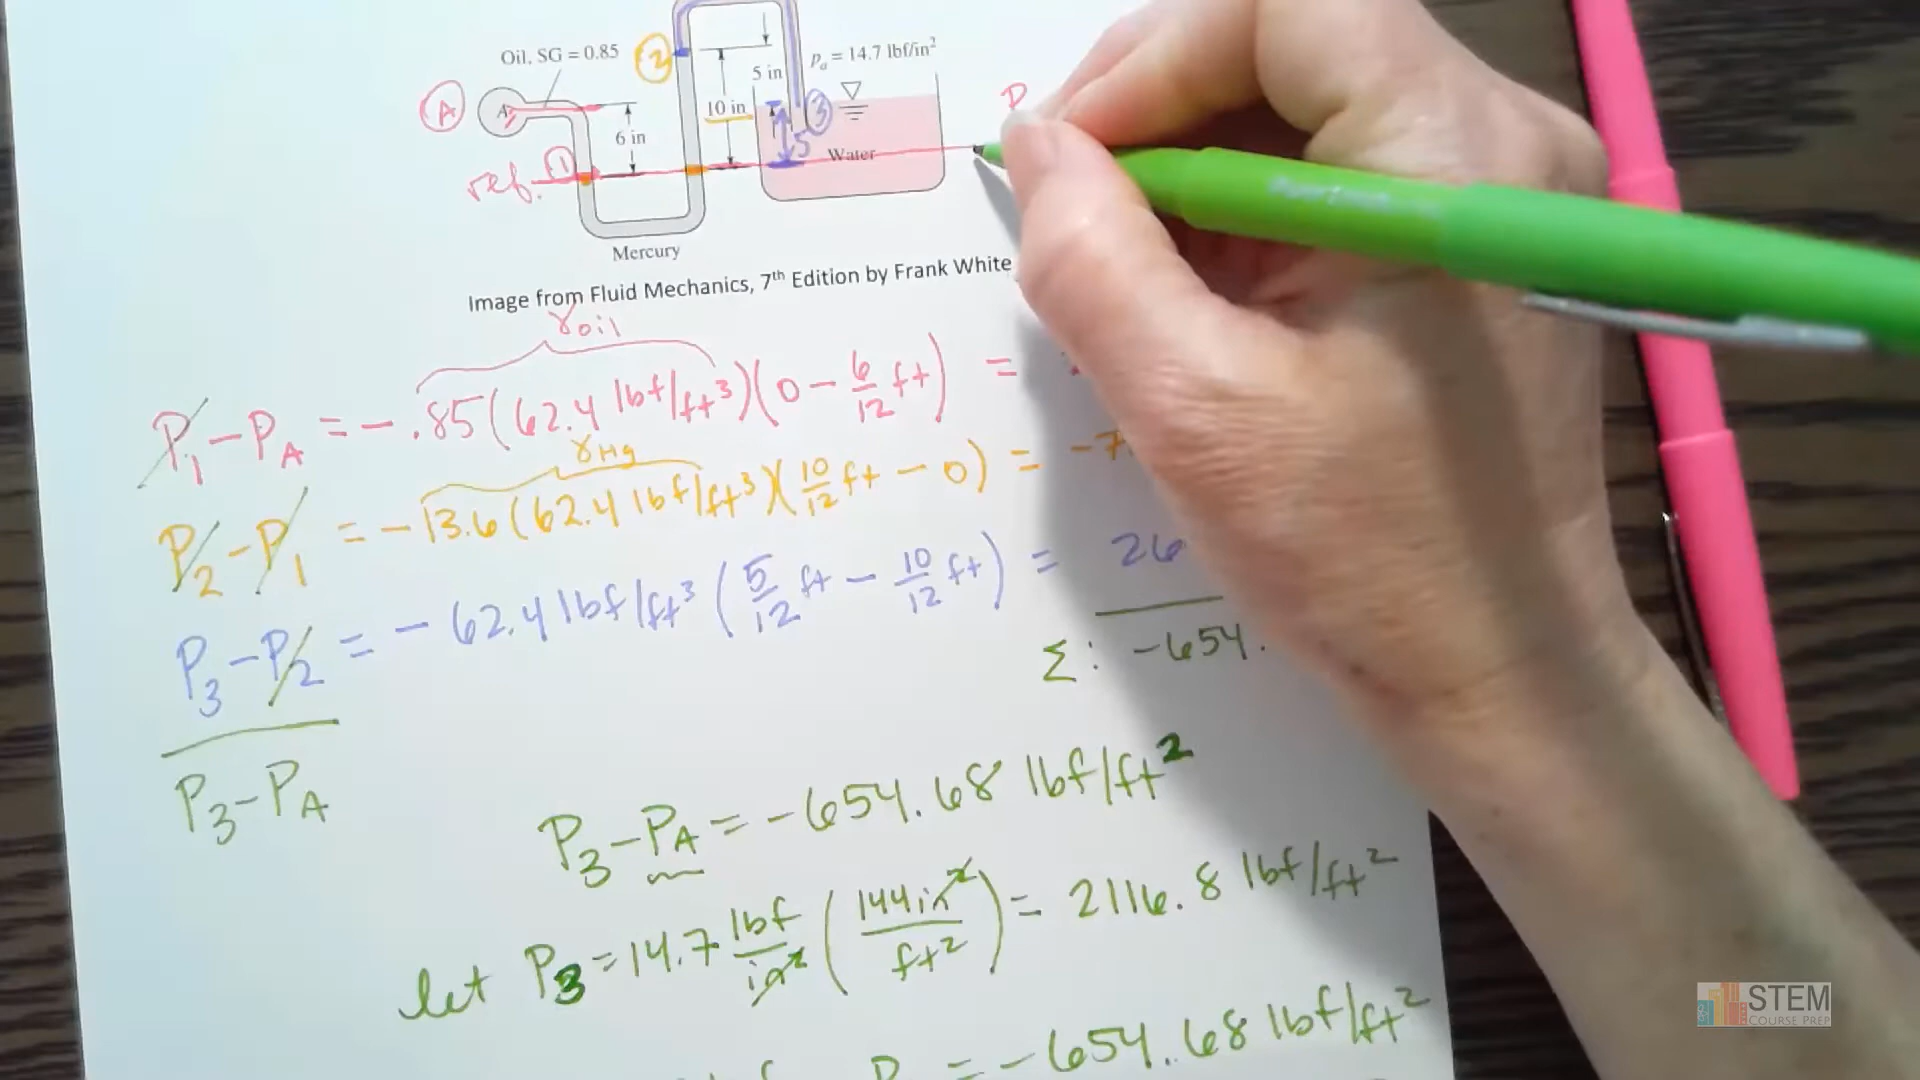 Oil, SG = 0.85
2
pa = 14.7 lbf/in²
5 in
A
A
10 in
3
P
6 in
5
Water
ref.
1
Mercury
Image from Fluid Mechanics, 7th Edition by Frank White
γoil
P1 - PA = - .85(62.4 lbf/ft³)(0 - 6/12 ft) =
γHg
P2 - P1 = - 13.6(62.4 lbf/ft³)(10/12 ft - 0) = -7
P3 - P2 = - 62.4 lbf/ft³ (5/12 ft - 10/12 ft) = 26
Σ: -654.
P3 - PA
P3 - PA = -654.68 lbf/ft²
let P3 = 14.7 lbf/in² (144in²/ft²) = 2116.8 lbf/ft²
= -654.68 lbf/ft²
STEM
COURSE PREP